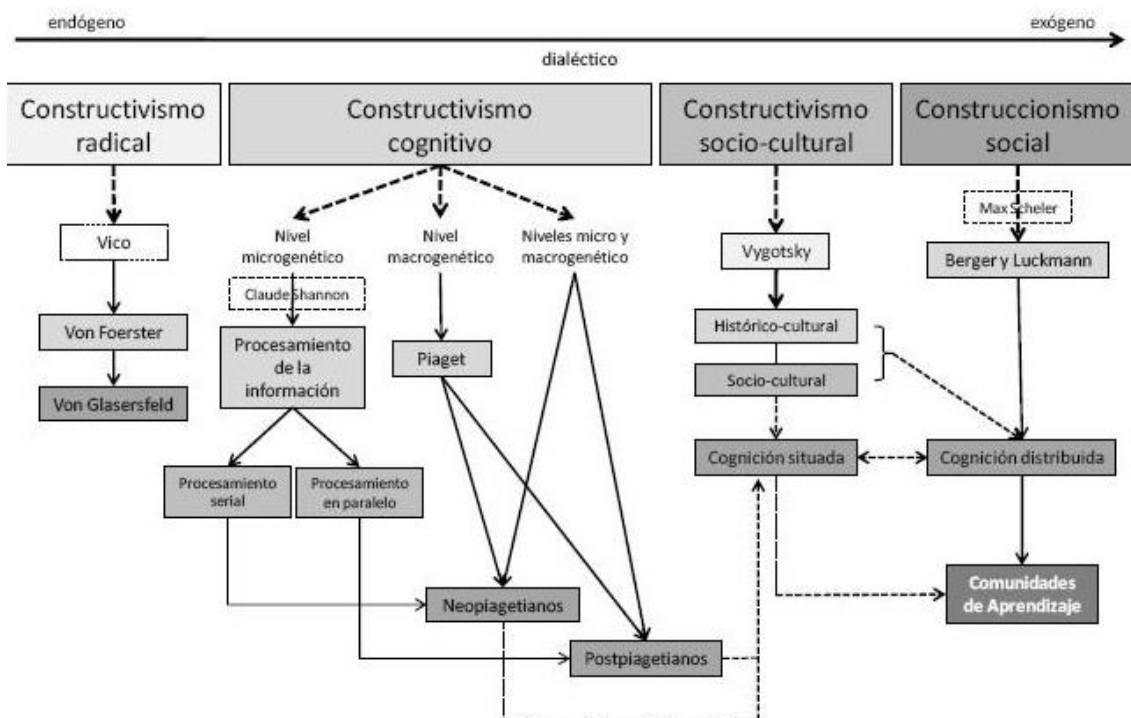 endógeno
exógeno
dialéctico
Constructivismo
radical
Constructivismo
cognitivo
Constructivismo
socio-cultural
Construccionismo
social
Vico
Nivel
microgenético
Nivel
macrogenético
Niveles micro y
macrogenético
Max Scheler
Vygotsky
Berger y Luckmann
Claude Shannon
Von Foerster
Procesamiento
de la
información
Piaget
Histórico-cultural
Von Glasersfeld
Socio-cultural
Cognición situada
Cognición distribuida
Procesamiento
serial
Procesamiento
en paralelo
Neopiagetianos
Comunidades
de Aprendizaje
Postpiagetianos